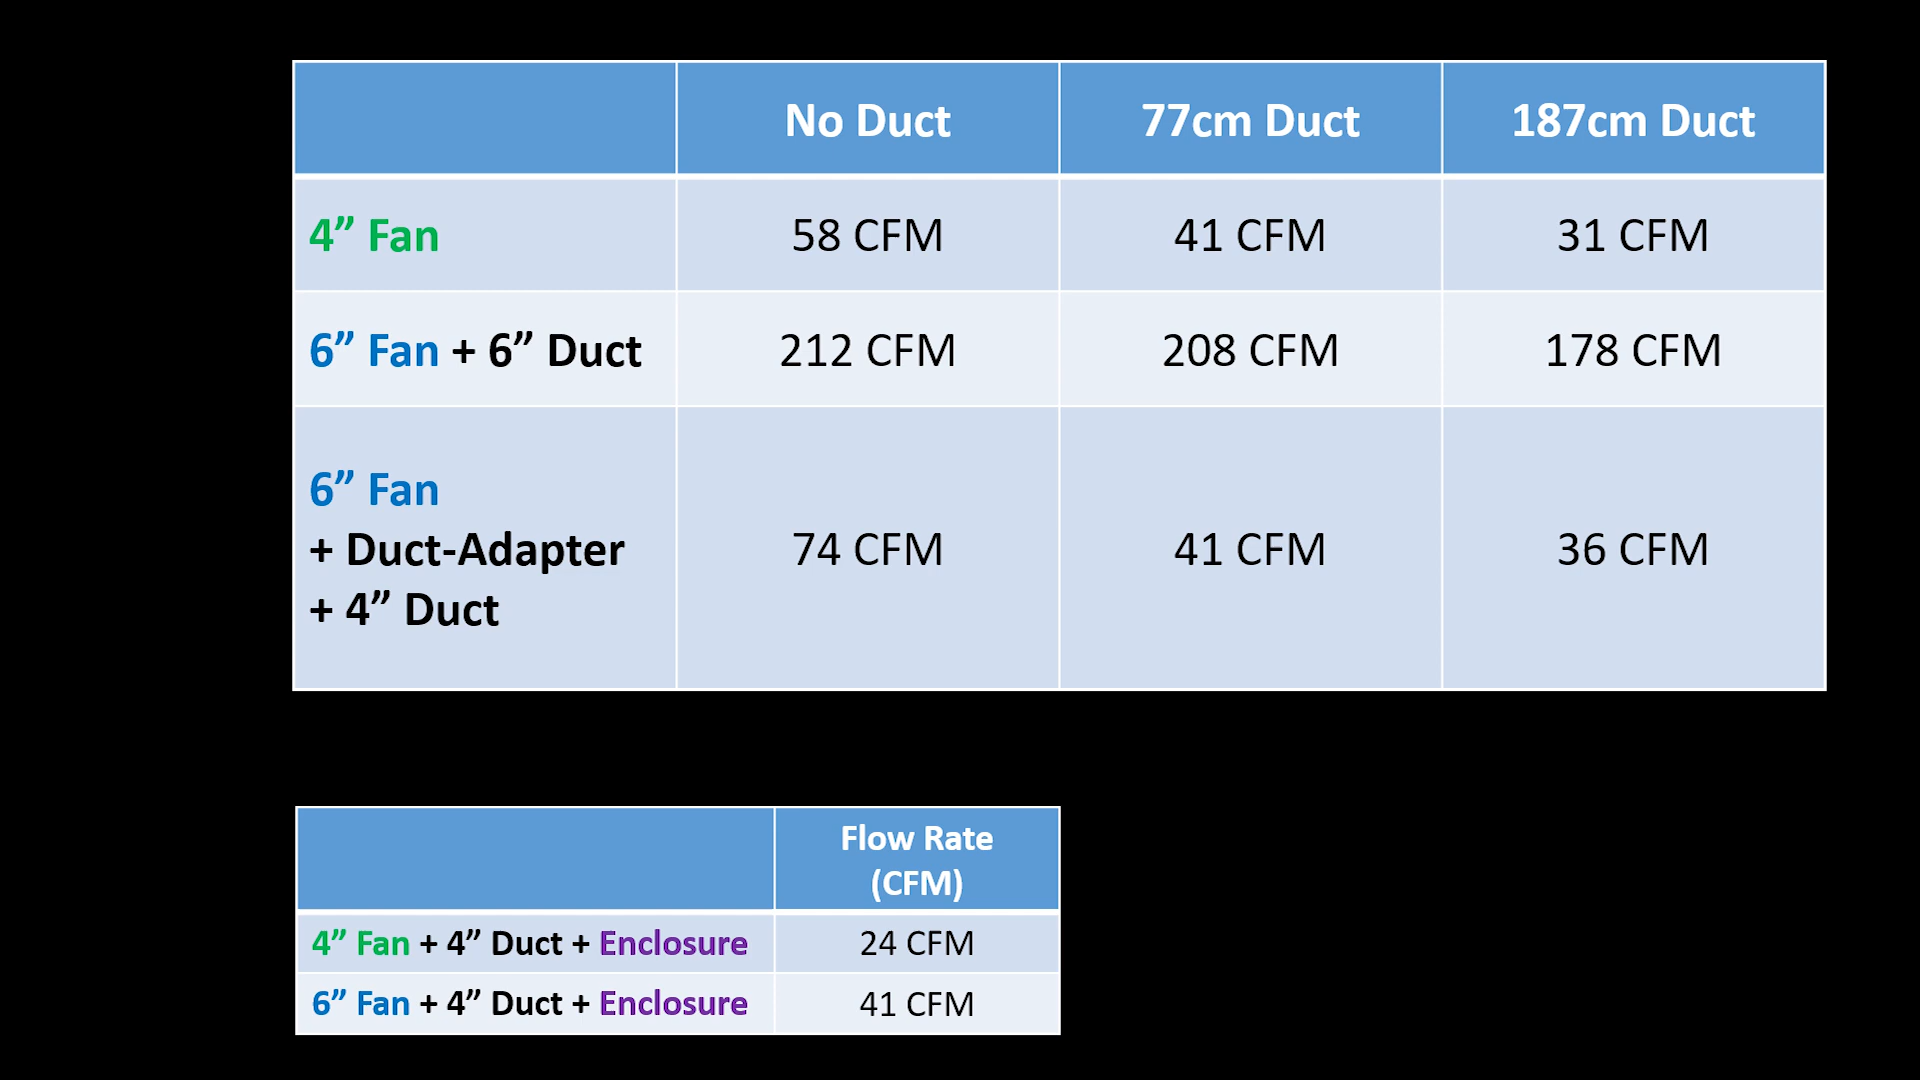 No Duct 77cm Duct 187cm Duct
4” Fan 58 CFM 41 CFM 31 CFM
6” Fan + 6” Duct 212 CFM 208 CFM 178 CFM
6” Fan
+ Duct-Adapter 74 CFM 41 CFM 36 CFM
+ 4” Duct
Flow Rate
(CFM)
4” Fan + 4” Duct + Enclosure 24 CFM
6” Fan + 4” Duct + Enclosure 41 CFM